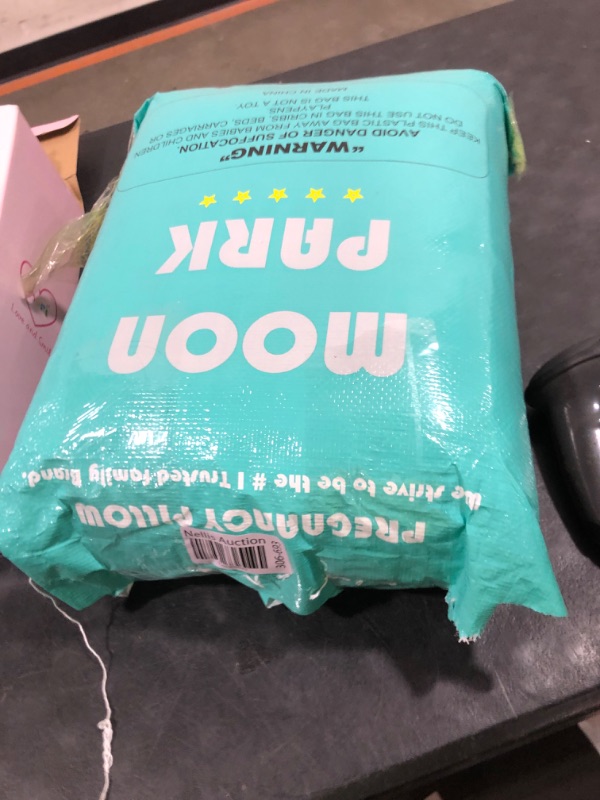 PREGNANCY PILLOW
We strive to be the # 1 Trusted family Brand.
MOON
PARK
"WARNING"
AVOID DANGER OF SUFFOCATION.
KEEP THIS PLASTIC BAG AWAY FROM BABIES AND CHILDREN
DO NOT USE THIS BAG IN CRIBS, BEDS, CARRIAGES OR
PLAYPENS
THIS BAG IS NOT A TOY
MADE IN CHINA
Nellis Auction
Love and